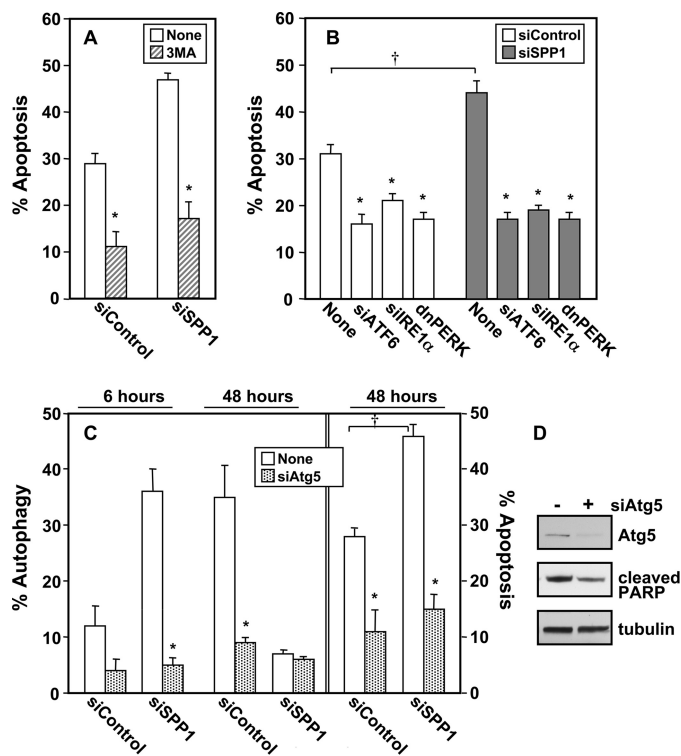 A
None
3MA
% Apoptosis
60
50
40
30
20
10
0
*
*
siControl
siSPP1
B
siControl
siSPP1
†
% Apoptosis
60
50
40
30
20
10
0
* * *
* * *
None
siATF6
siIRE1α
dnPERK
None
siATF6
siIRE1α
dnPERK
6 hours
48 hours
48 hours
C
None
siAtg5
†
% Autophagy
50
40
30
20
10
0
*
*
*
*
50
40
30
20
10
0
% Apoptosis
siControl
siSPP1
siControl
siSPP1
siControl
siSPP1
D
- + siAtg5
Atg5
cleaved
PARP
tubulin